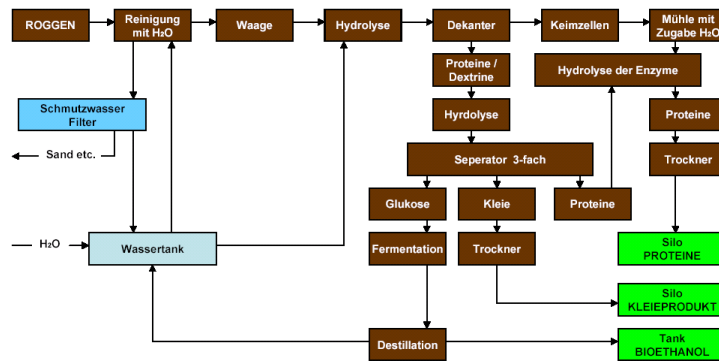 ROGGEN
Reinigung
mit H₂O
Waage
Hydrolyse
Dekanter
Keimzellen
Mühle mit
Zugabe H₂O
Proteine /
Dextrine
Hydrolyse der Enzyme
Schmutzwasser
Filter
Hyrdolyse
Proteine
Sand etc.
Seperator 3-fach
Trockner
Glukose
Kleie
Proteine
H₂O
Wassertank
Fermentation
Trockner
Silo
PROTEINE
Silo
KLEIEPRODUKT
Destillation
Tank
BIOETHANOL